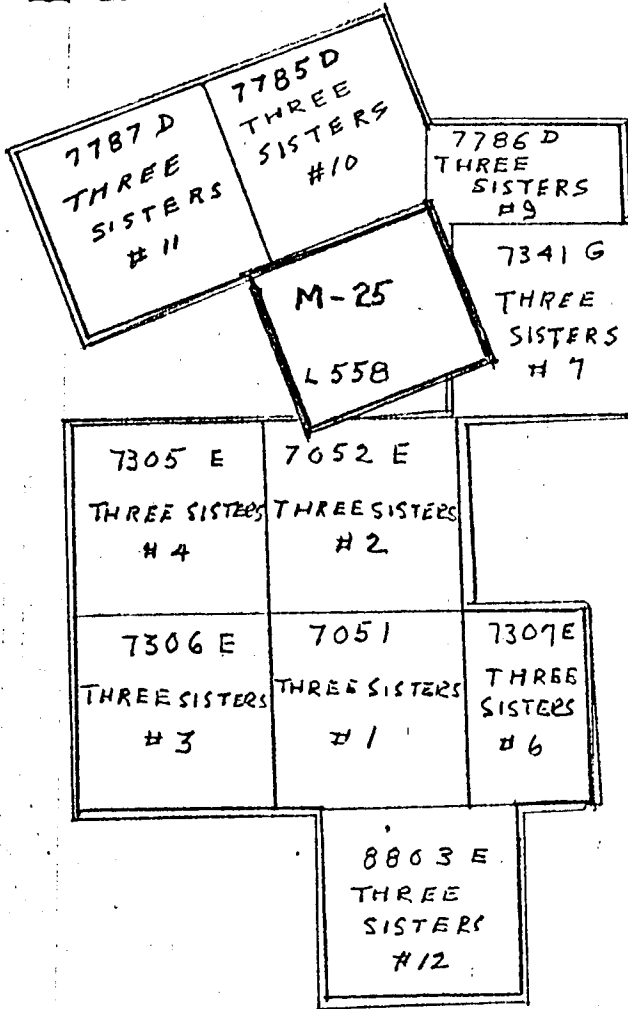 7787 D
THREE
SISTERS
# 11
7785 D
THREE
SISTERS
#10
7786 D
THREE
SISTERS
#9
M-25
L 558
7341 G
THREE
SISTERS
# 7
7305 E
THREE SISTERS
# 4
7052 E
THREE SISTERS
# 2
7306 E
THREE SISTERS
# 3
7051
THREE SISTERS
# 1
7307E
THREE
SISTERS
# 6
8803 E
THREE
SISTERS
#12